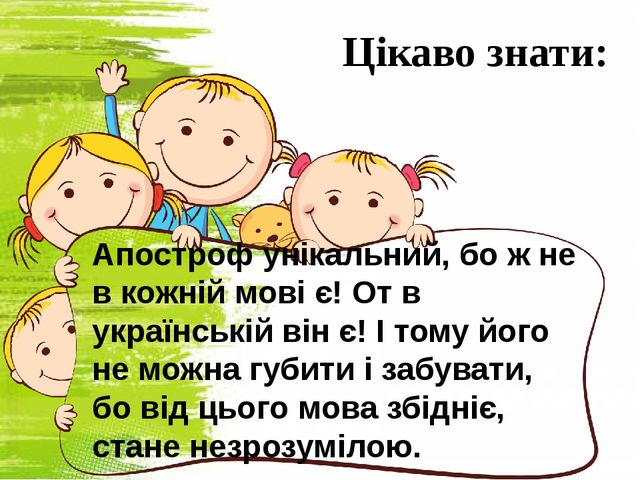 Цікаво знати:
Апостроф унікальний, бо ж не
в кожній мові є! От в
українській він є! І тому його
не можна губити і забувати,
бо від цього мова збідніє,
стане незрозумілою.